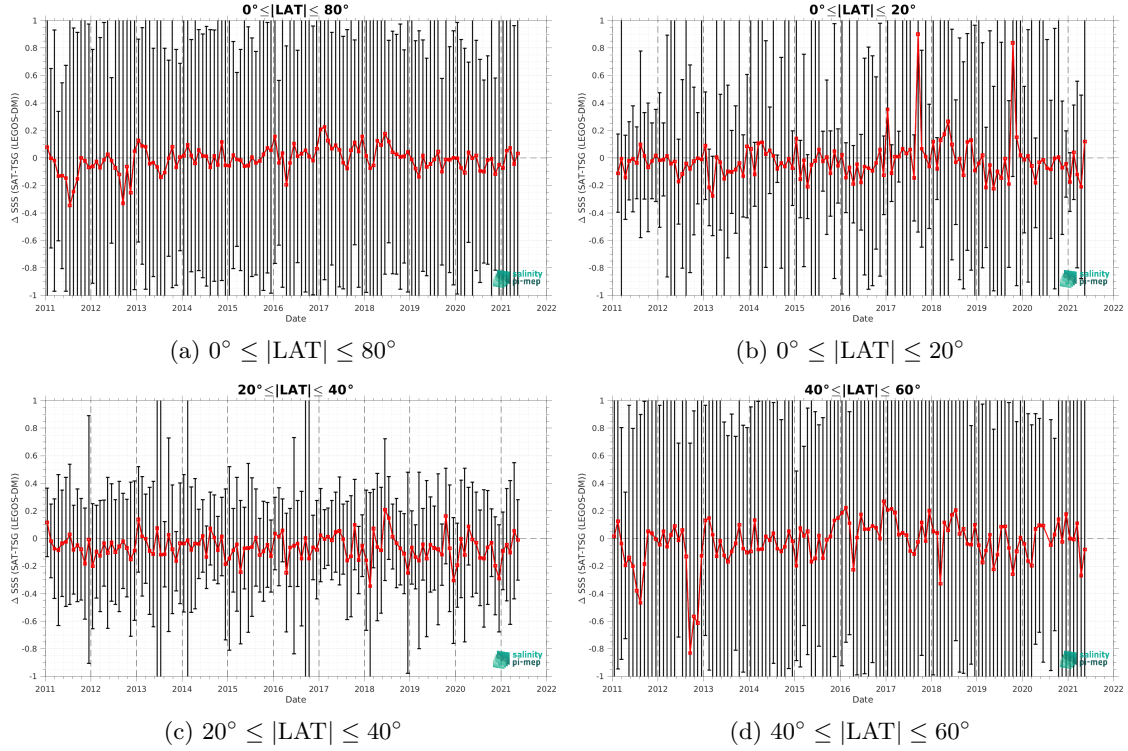 0°≤|LAT|≤ 80°
Δ SSS (SAT-TSG (LEGOS-DM))
1
0.8
0.6
0.4
0.2
0
-0.2
-0.4
-0.6
-0.8
-1
2011 2012 2013 2014 2015 2016 2017 2018 2019 2020 2021 2022
Date
salinity
pi-mep
(a) 0° ≤ |LAT| ≤ 80°
0°≤|LAT|≤ 20°
Δ SSS (SAT-TSG (LEGOS-DM))
1
0.8
0.6
0.4
0.2
0
-0.2
-0.4
-0.6
-0.8
-1
2011 2012 2013 2014 2015 2016 2017 2018 2019 2020 2021 2022
Date
salinity
pi-mep
(b) 0° ≤ |LAT| ≤ 20°
20°≤|LAT|≤ 40°
Δ SSS (SAT-TSG (LEGOS-DM))
1
0.8
0.6
0.4
0.2
0
-0.2
-0.4
-0.6
-0.8
-1
2011 2012 2013 2014 2015 2016 2017 2018 2019 2020 2021 2022
Date
salinity
pi-mep
(c) 20° ≤ |LAT| ≤ 40°
40°≤|LAT|≤ 60°
Δ SSS (SAT-TSG (LEGOS-DM))
1
0.8
0.6
0.4
0.2
0
-0.2
-0.4
-0.6
-0.8
-1
2011 2012 2013 2014 2015 2016 2017 2018 2019 2020 2021 2022
Date
salinity
pi-mep
(d) 40° ≤ |LAT| ≤ 60°